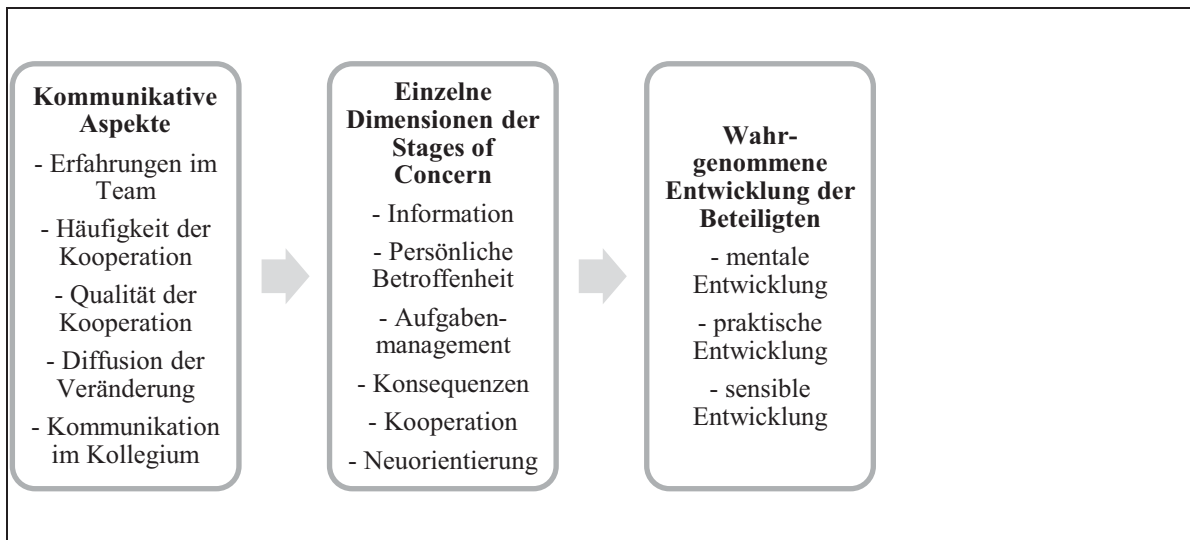 Kommunikative
Aspekte
- Erfahrungen im
Team
- Häufigkeit der
Kooperation
- Qualität der
Kooperation
- Diffusion der
Veränderung
- Kommunikation
im Kollegium
Einzelne
Dimensionen der
Stages of
Concern
- Information
- Persönliche
Betroffenheit
- Aufgaben-
management
- Konsequenzen
- Kooperation
- Neuorientierung
Wahr-
genommene
Entwicklung der
Beteiligten
- mentale
Entwicklung
- praktische
Entwicklung
- sensible
Entwicklung